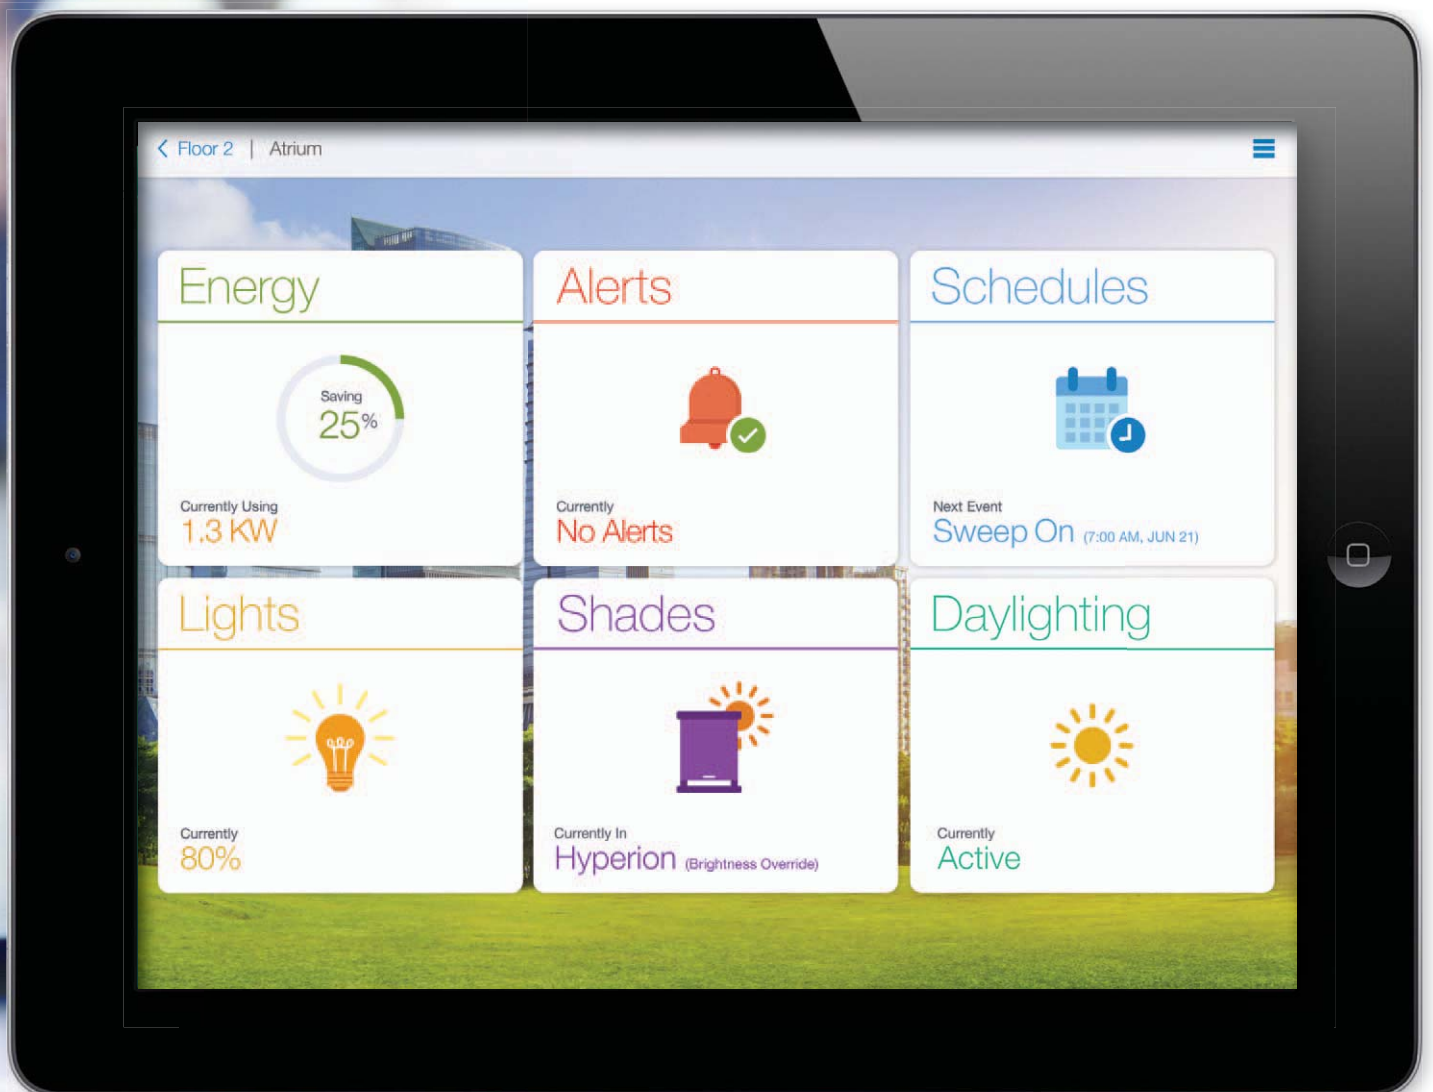 Floor 2 | Atrium
Energy
Saving
25%
Currently Using
1.3 KW
Alerts
Currently
No Alerts
Schedules
Next Event
Sweep On (7:00 AM, JUN 21)
Lights
Currently
80%
Shades
Currently In
Hyperion (Brightness Override)
Daylighting
Currently
Active